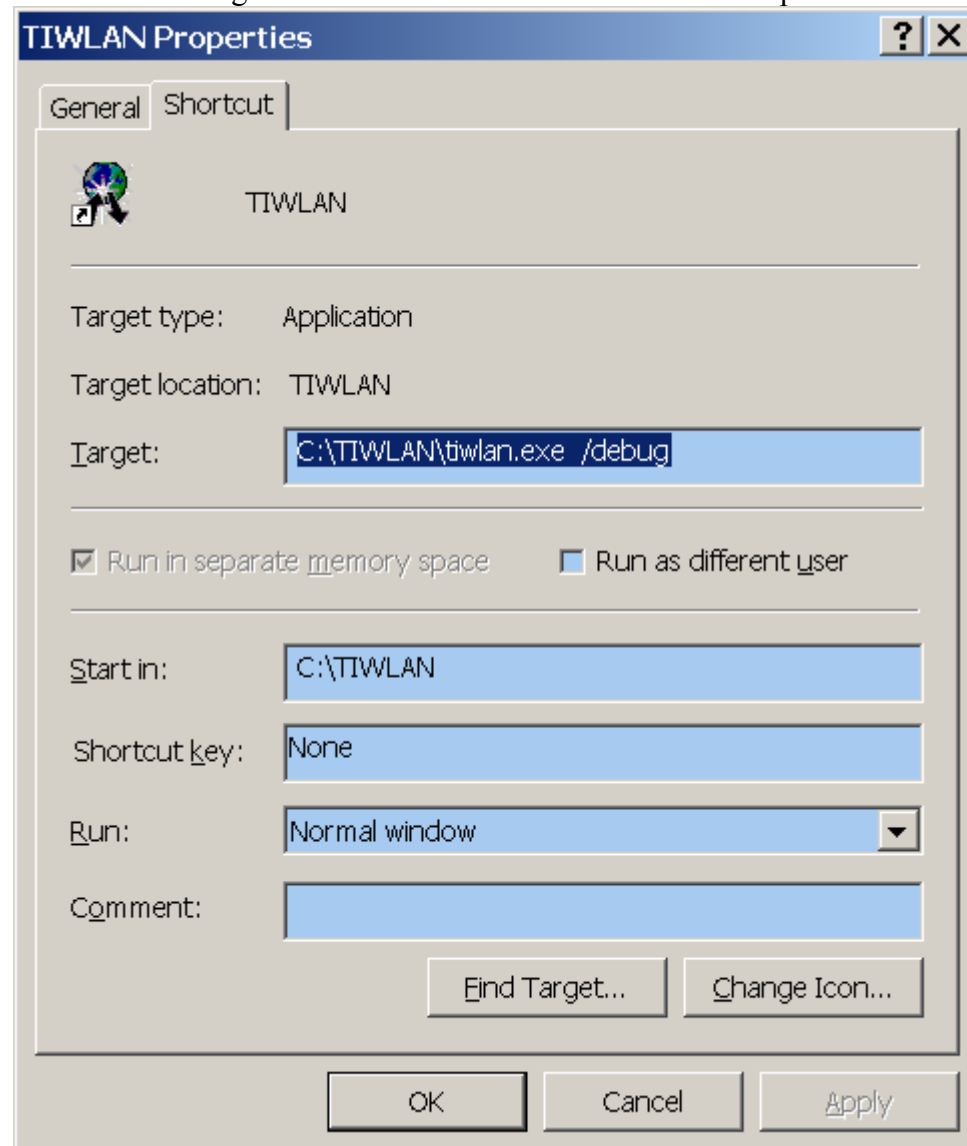 TIWLAN Properties
General Shortcut
TIWLAN
Target type: Application
Target location: TIWLAN
Target: C:\TIWLAN\tiwlan.exe /debug
Run in separate memory space Run as different user
Start in: C:\TIWLAN
Shortcut key: None
Run: Normal window
Comment:
Find Target... Change Icon...
OK Cancel Apply